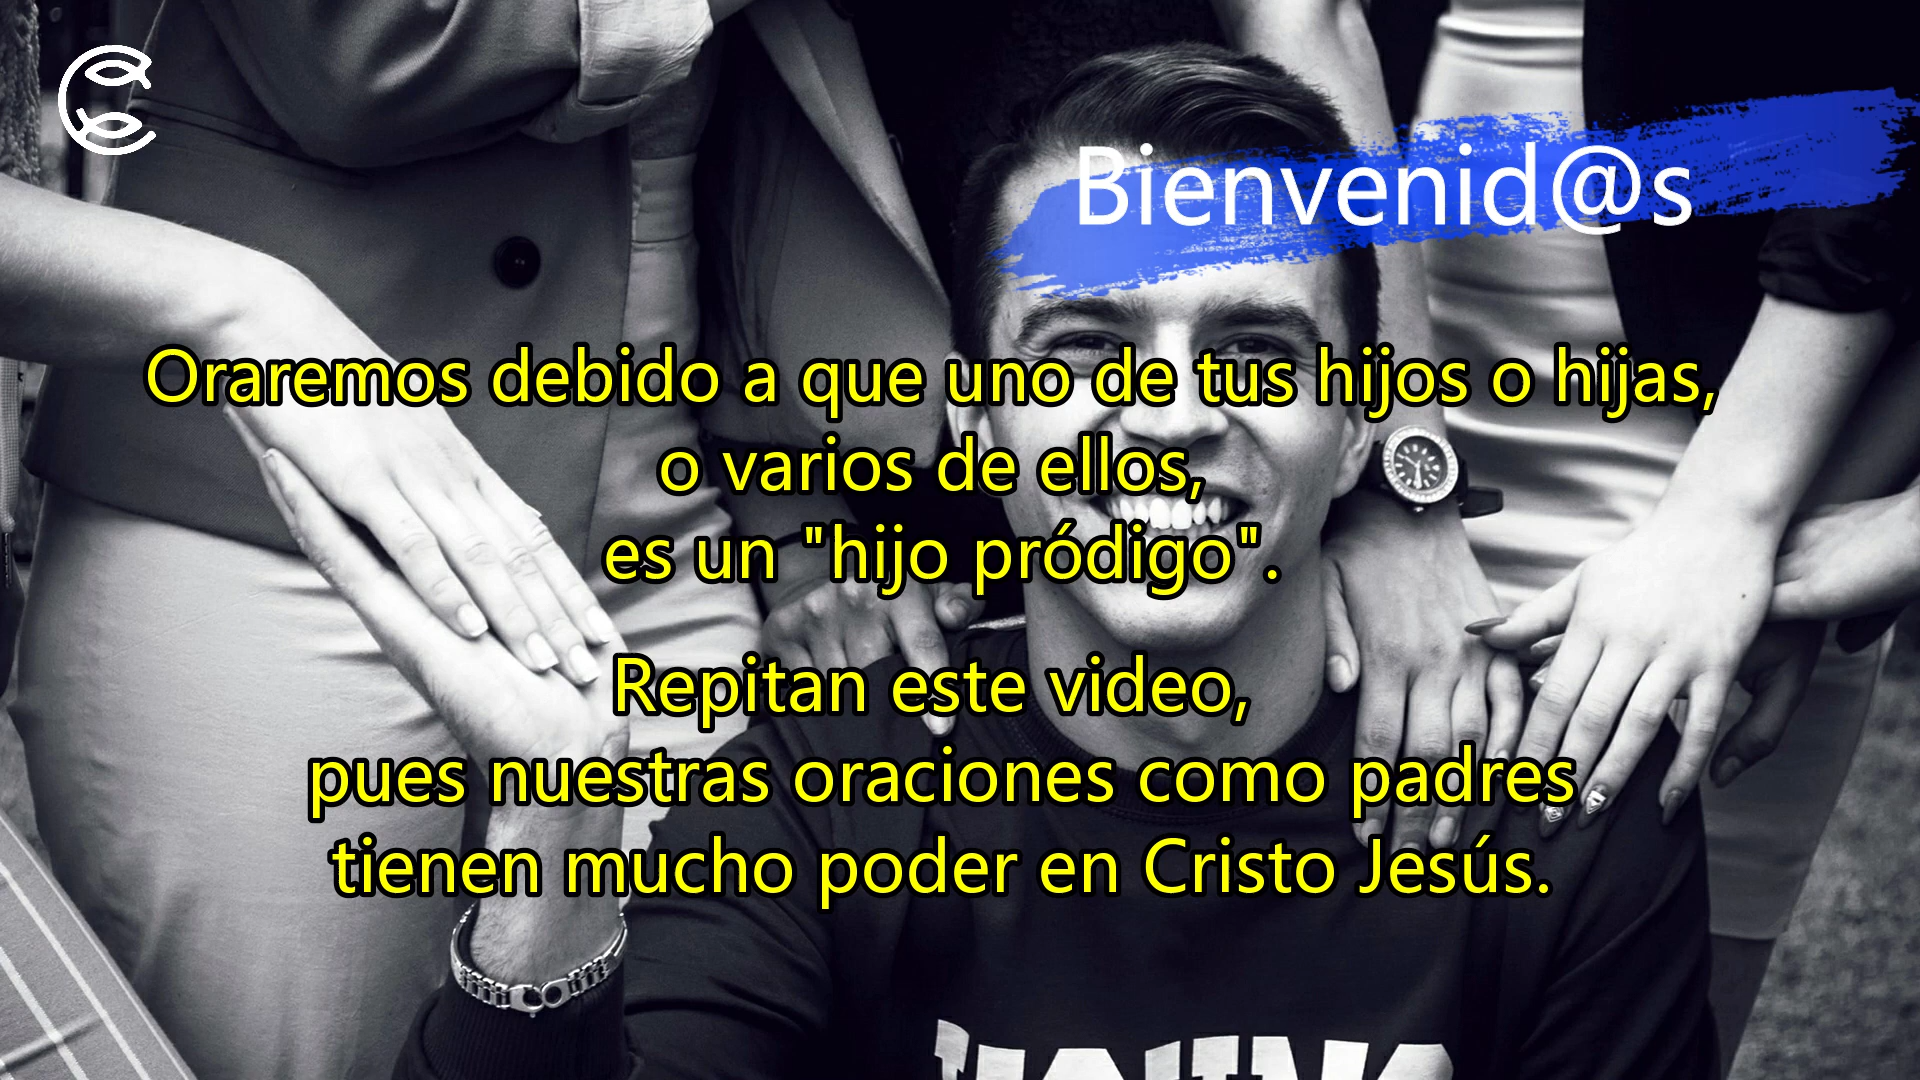 Bienvenid@s
Oraremos debido a que uno de tus hijos o hijas,
o varios de ellos,
es un "hijo pródigo".
Repitan este video,
pues nuestras oraciones como padres
tienen mucho poder en Cristo Jesús.